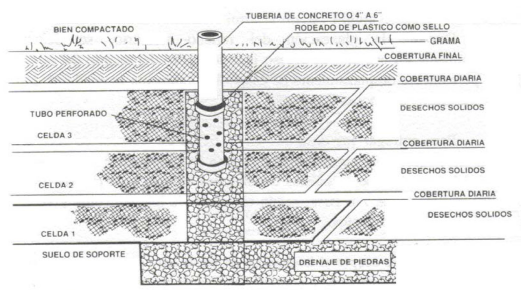 TUBERIA DE CONCRETO O 4" A 6"
BIEN COMPACTADO
RODEADO DE PLASTICO COMO SELLO
GRAMA
COBERTURA FINAL
COBERTURA DIARIA
DESECHOS SOLIDOS
TUBO PERFORADO
CELDA 3
COBERTURA DIARIA
DESECHOS SOLIDOS
CELDA 2
COBERTURA DIARIA
DESECHOS SOLIDOS
CELDA 1
SUELO DE SOPORTE
DRENAJE DE PIEDRAS